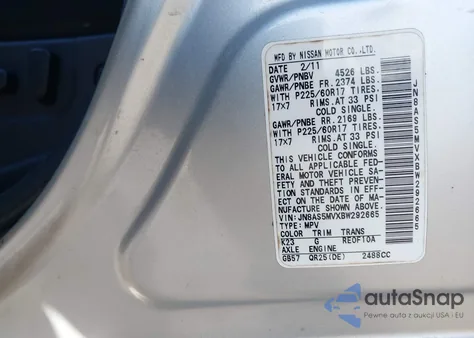 MFD BY NISSAN MOTOR CO.,LTD.
DATE 2/11
GVWR/PNBV 4526 LBS.
GAWR/PNBE FR. 2374 LBS.
WITH P225/60R17 TIRES,
17X7 RIMS.AT 33 PSI
COLD SINGLE.
GAWR/PNBE RR. 2169 LBS.
WITH P225/60R17 TIRES,
17X7 RIMS.AT 33 PSI
COLD SINGLE.
THIS VEHICLE CONFORMS
TO ALL APPLICABLE FED-
ERAL MOTOR VEHICLE SA-
FETY AND THEFT PREVEN-
TION STANDARDS IN EFF-
ECT ON THE DATE OF MA-
NUFACTURE SHOWN ABOVE.
JN8AS5MVXBW292665
TYPE: MPV
COLOR TRIM TRANS
K23 G RE0F10A
AXLE ENGINE
GB57 QR25(DE) 2488CC
JN8AS5MVXBW292665
autoSnap
Pewne auta z aukcji USA i EU